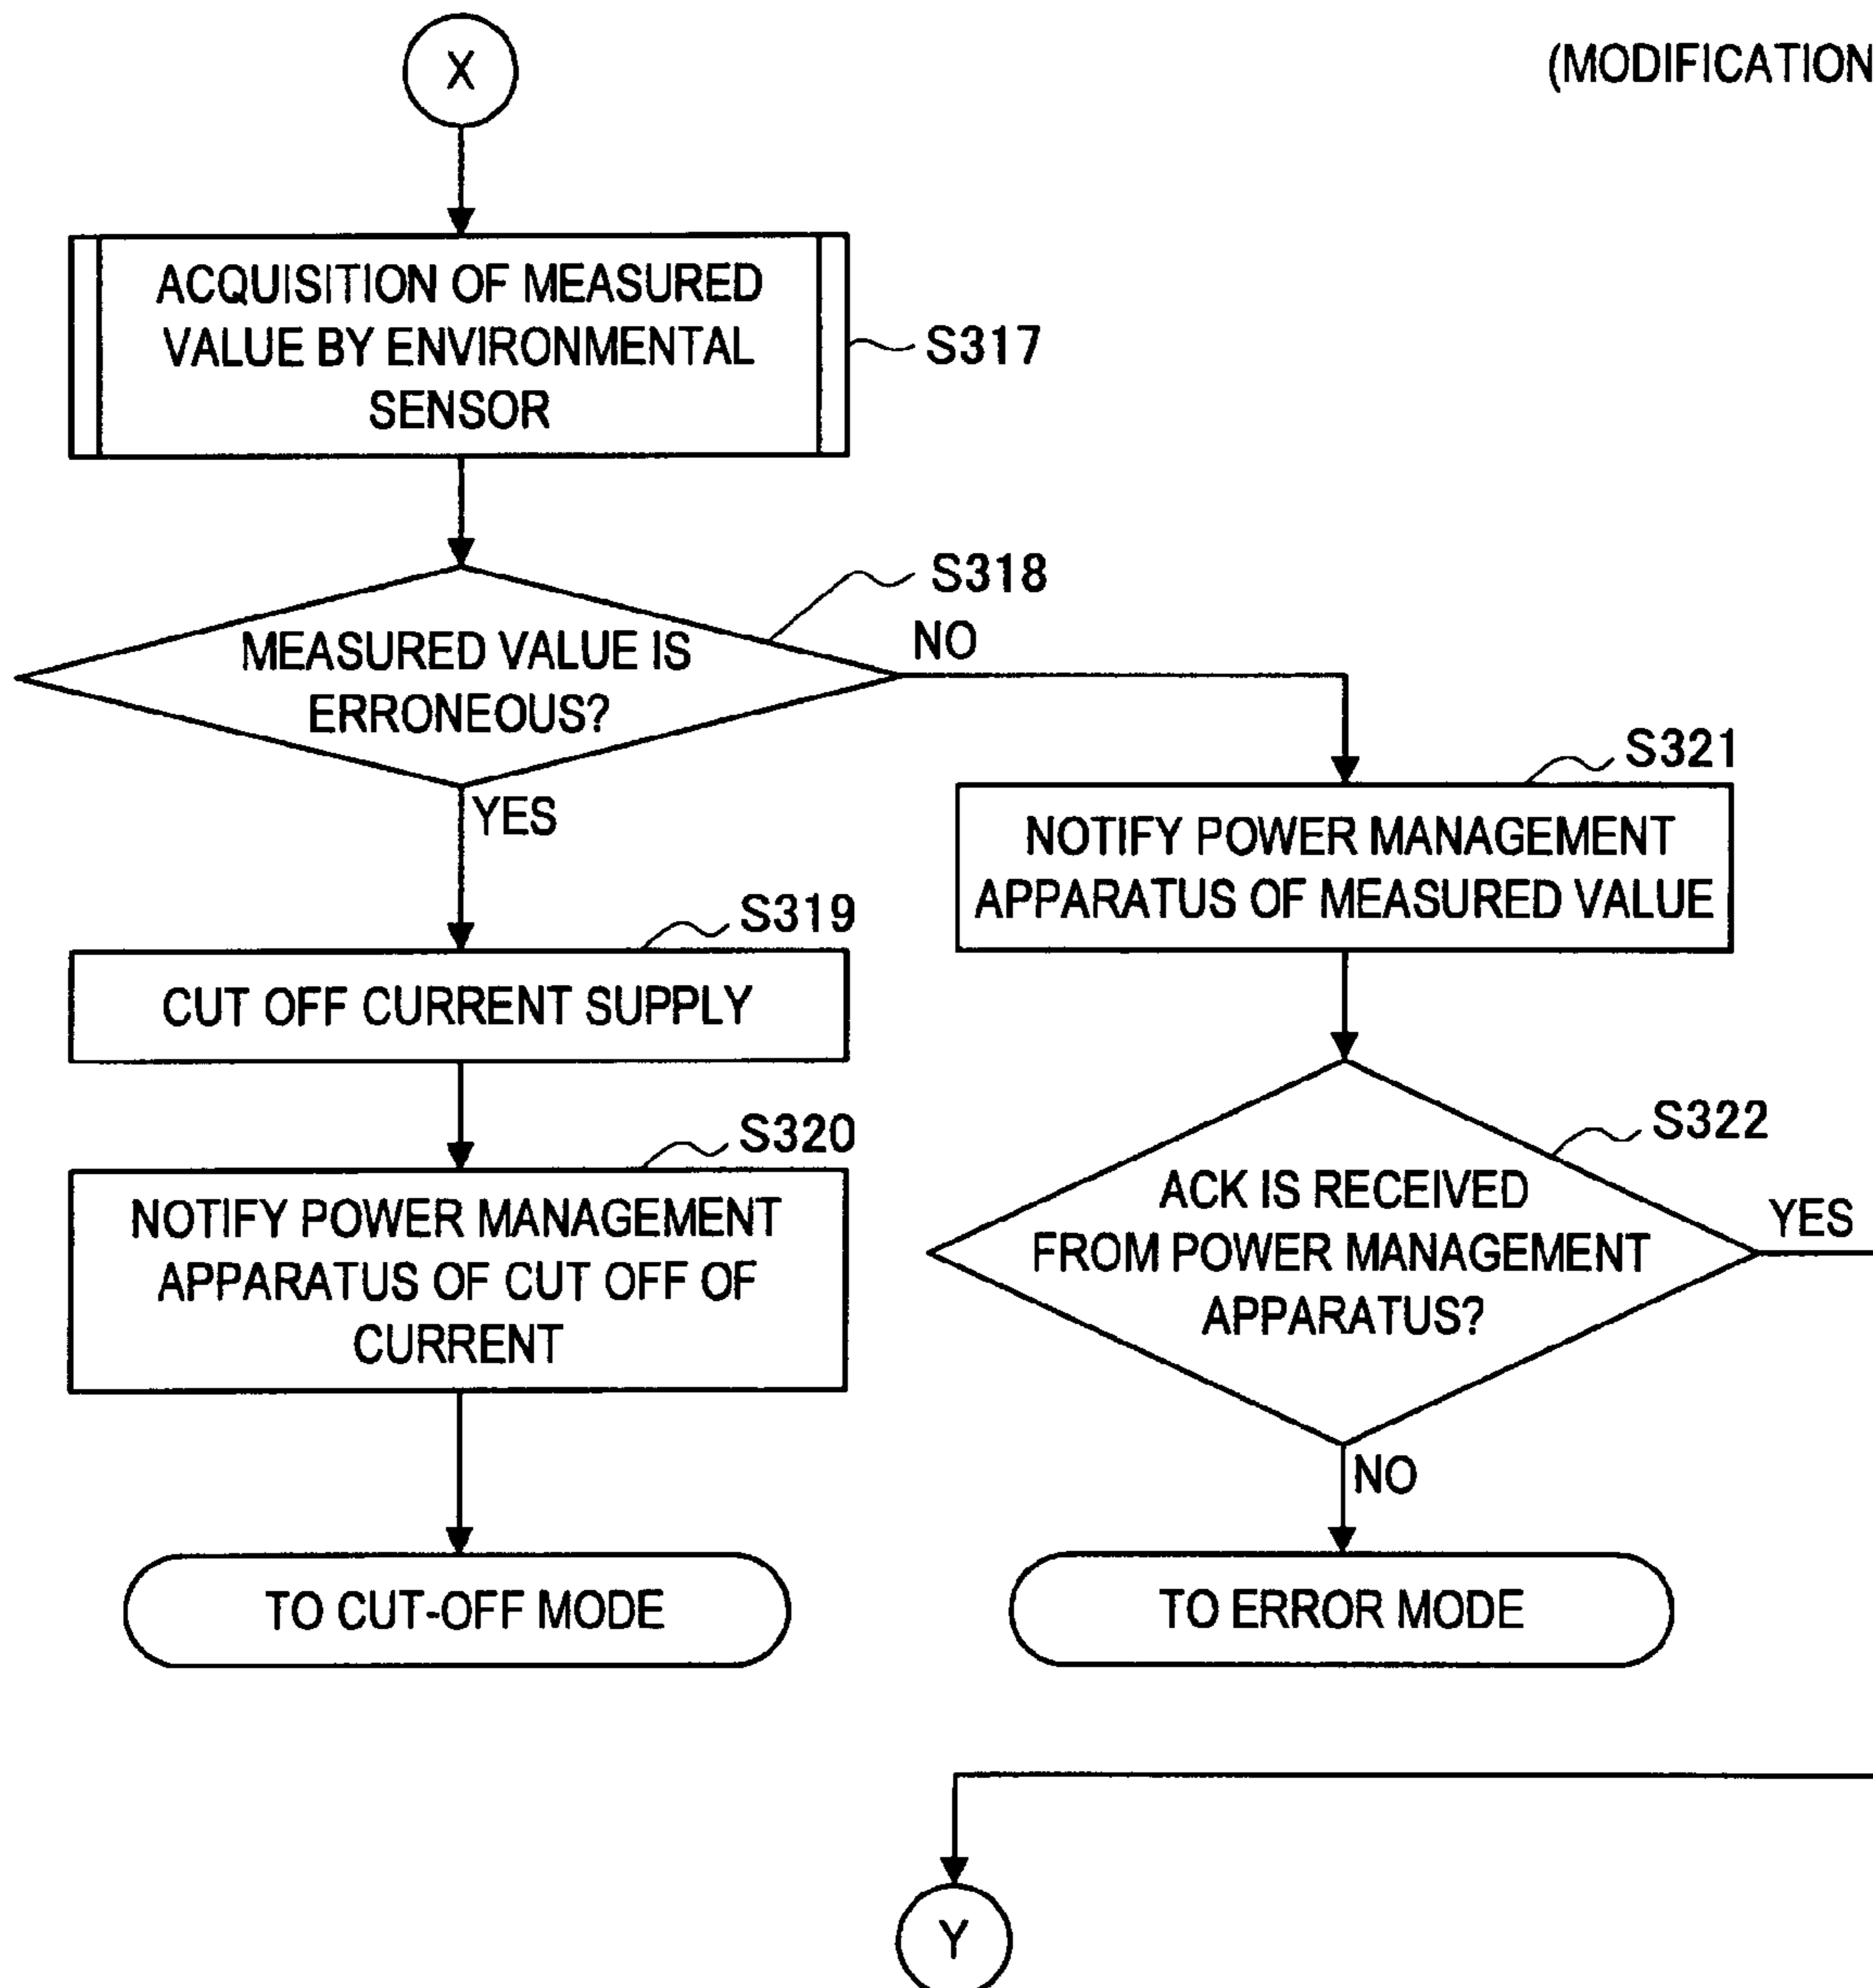 X
(MODIFICATION
ACQUISITION OF MEASURED
VALUE BY ENVIRONMENTAL
SENSOR
S317
S318
MEASURED VALUE IS
ERRONEOUS?
NO
YES
S321
NOTIFY POWER MANAGEMENT
APPARATUS OF MEASURED VALUE
S319
CUT OFF CURRENT SUPPLY
S320
NOTIFY POWER MANAGEMENT
APPARATUS OF CUT OFF OF
CURRENT
S322
ACK IS RECEIVED
FROM POWER MANAGEMENT
APPARATUS?
YES
NO
TO CUT-OFF MODE
TO ERROR MODE
Y